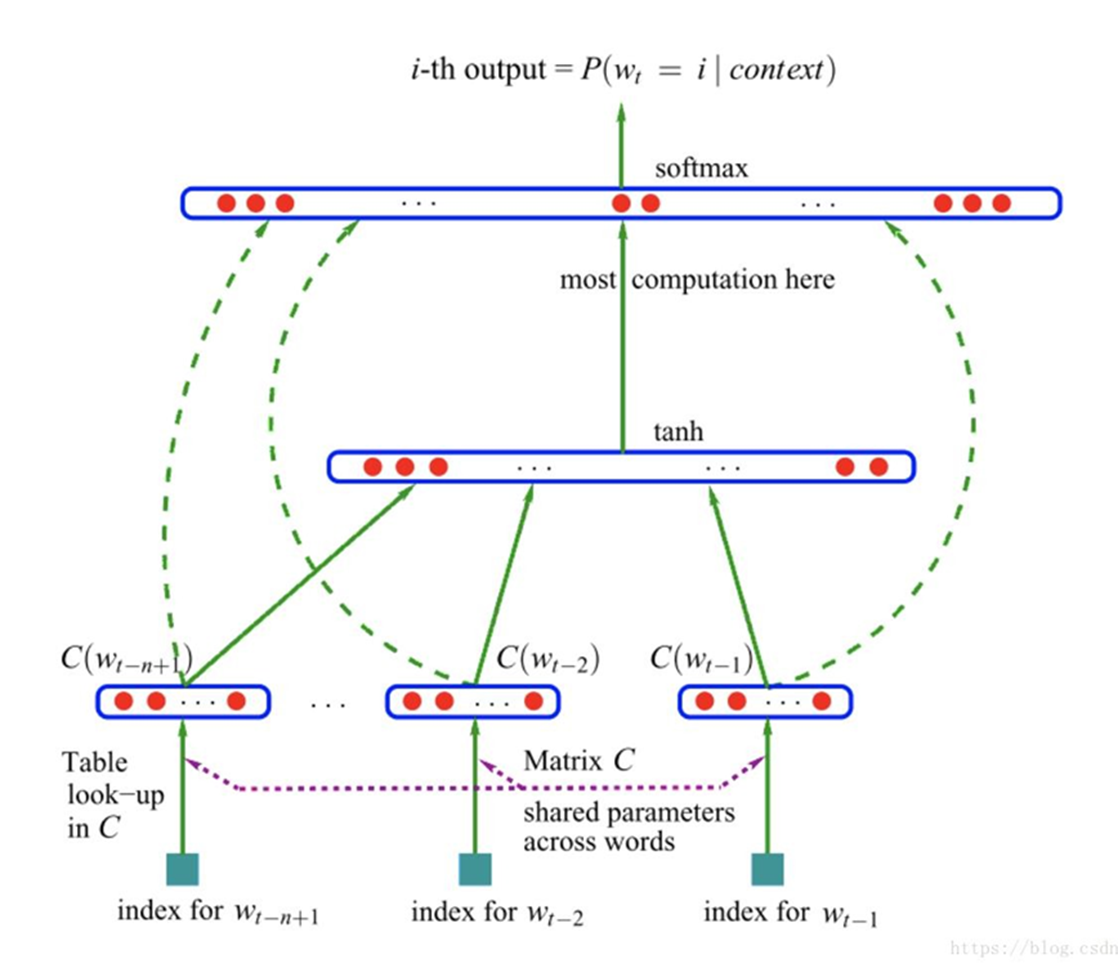 i-th output = P(w_t = i | context)
softmax
. . .
. . .
most computation here
tanh
. . .
. . .
C(w_{t−n+1})
C(w_{t−2})
C(w_{t−1})
. . .
. . .
. . .
. . .
Table
look−up
in C
Matrix C
shared parameters
across words
index for w_{t−n+1}
index for w_{t−2}
index for w_{t−1}
https://blog.csdn